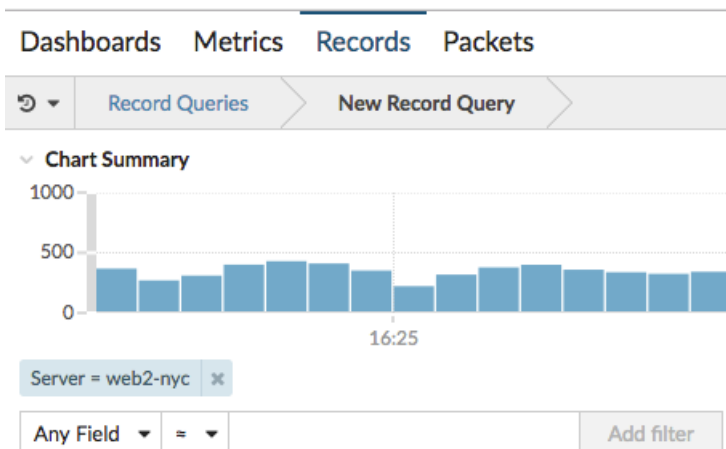 Dashboards Metrics Records Packets
Record Queries New Record Query
Chart Summary
1000
500
0
16:25
Server = web2-nyc ×
Any Field ≈ Add filter